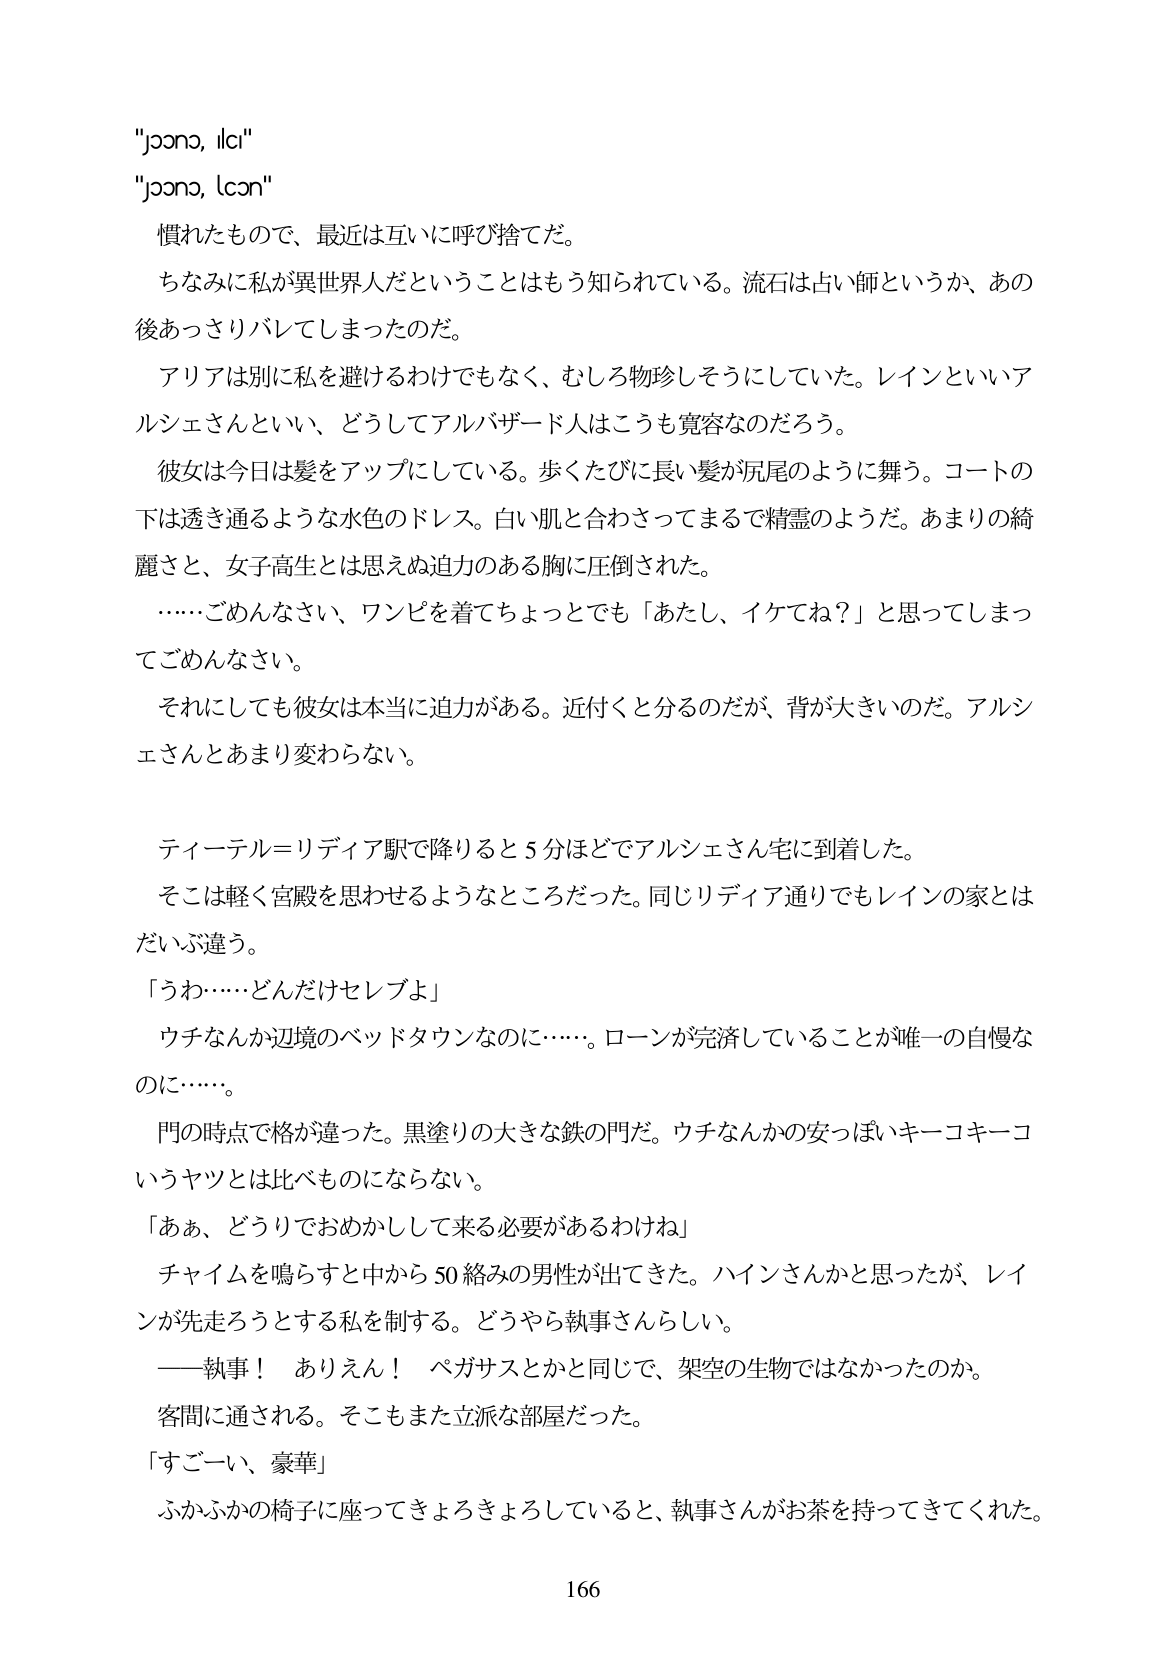 "ȷɔɔnɔ, ılcı"
"ȷɔɔnɔ, lcɔn"
慣れたもので、最近は互いに呼び捨てだ。
ちなみに私が異世界人だということはもう知られている。流石は占い師というか、あの
後あっさりバレてしまったのだ。
アリアは別に私を避けるわけでもなく、むしろ物珍しそうにしていた。レインといいア
ルシェさんといい、どうしてアルバザード人はこうも寛容なのだろう。
彼女は今日は髪をアップにしている。歩くたびに長い髪が尻尾のように舞う。コートの
下は透き通るような水色のドレス。白い肌と合わさってまるで精霊のようだ。あまりの綺
麗さと、女子高生とは思えぬ迫力のある胸に圧倒された。
……ごめんなさい、ワンピを着てちょっとでも「あたし、イケてね？」と思ってしまっ
てごめんなさい。
それにしても彼女は本当に迫力がある。近付くと分るのだが、背が大きいのだ。アルシ
ェさんとあまり変わらない。
ティーテル＝リディア駅で降りると 5 分ほどでアルシェさん宅に到着した。
そこは軽く宮殿を思わせるようなところだった。同じリディア通りでもレインの家とは
だいぶ違う。
「うわ……どんだけセレブよ」
ウチなんか辺境のベッドタウンなのに……。ローンが完済していることが唯一の自慢な
のに……。
門の時点で格が違った。黒塗りの大きな鉄の門だ。ウチなんかの安っぽいキーコキーコ
いうヤツとは比べものにならない。
「あぁ、どうりでおめかしして来る必要があるわけね」
チャイムを鳴らすと中から 50 絡みの男性が出てきた。ハインさんかと思ったが、レイ
ンが先走ろうとする私を制する。どうやら執事さんらしい。
――執事！　ありえん！　ペガサスとかと同じで、架空の生物ではなかったのか。
客間に通される。そこもまた立派な部屋だった。
「すごーい、豪華」
ふかふかの椅子に座ってきょろきょろしていると、執事さんがお茶を持ってきてくれた。
166